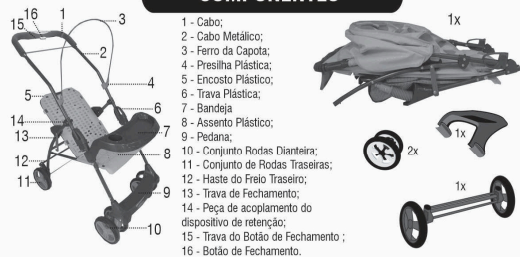 COMPONENTES
1 - Cabo;
2 - Cabo Metálico;
3 - Ferro da Capota;
4 - Presilha Plástica;
5 - Encosto Plástico;
6 - Trava Plástica;
7 - Bandeja
8 - Assento Plástico;
9 - Pedana;
10 - Conjunto Rodas Dianteira;
11 - Conjunto de Rodas Traseiras;
12 - Haste do Freio Traseiro;
13 - Trava de Fechamento;
14 - Peça de acoplamento do
dispositivo de retenção;
15 - Trava do Botão de Fechamento ;
16 - Botão de Fechamento.
16
15
1
3
2
4
5
6
14
7
13
8
12
9
11
10
1x
1x
2x
1x